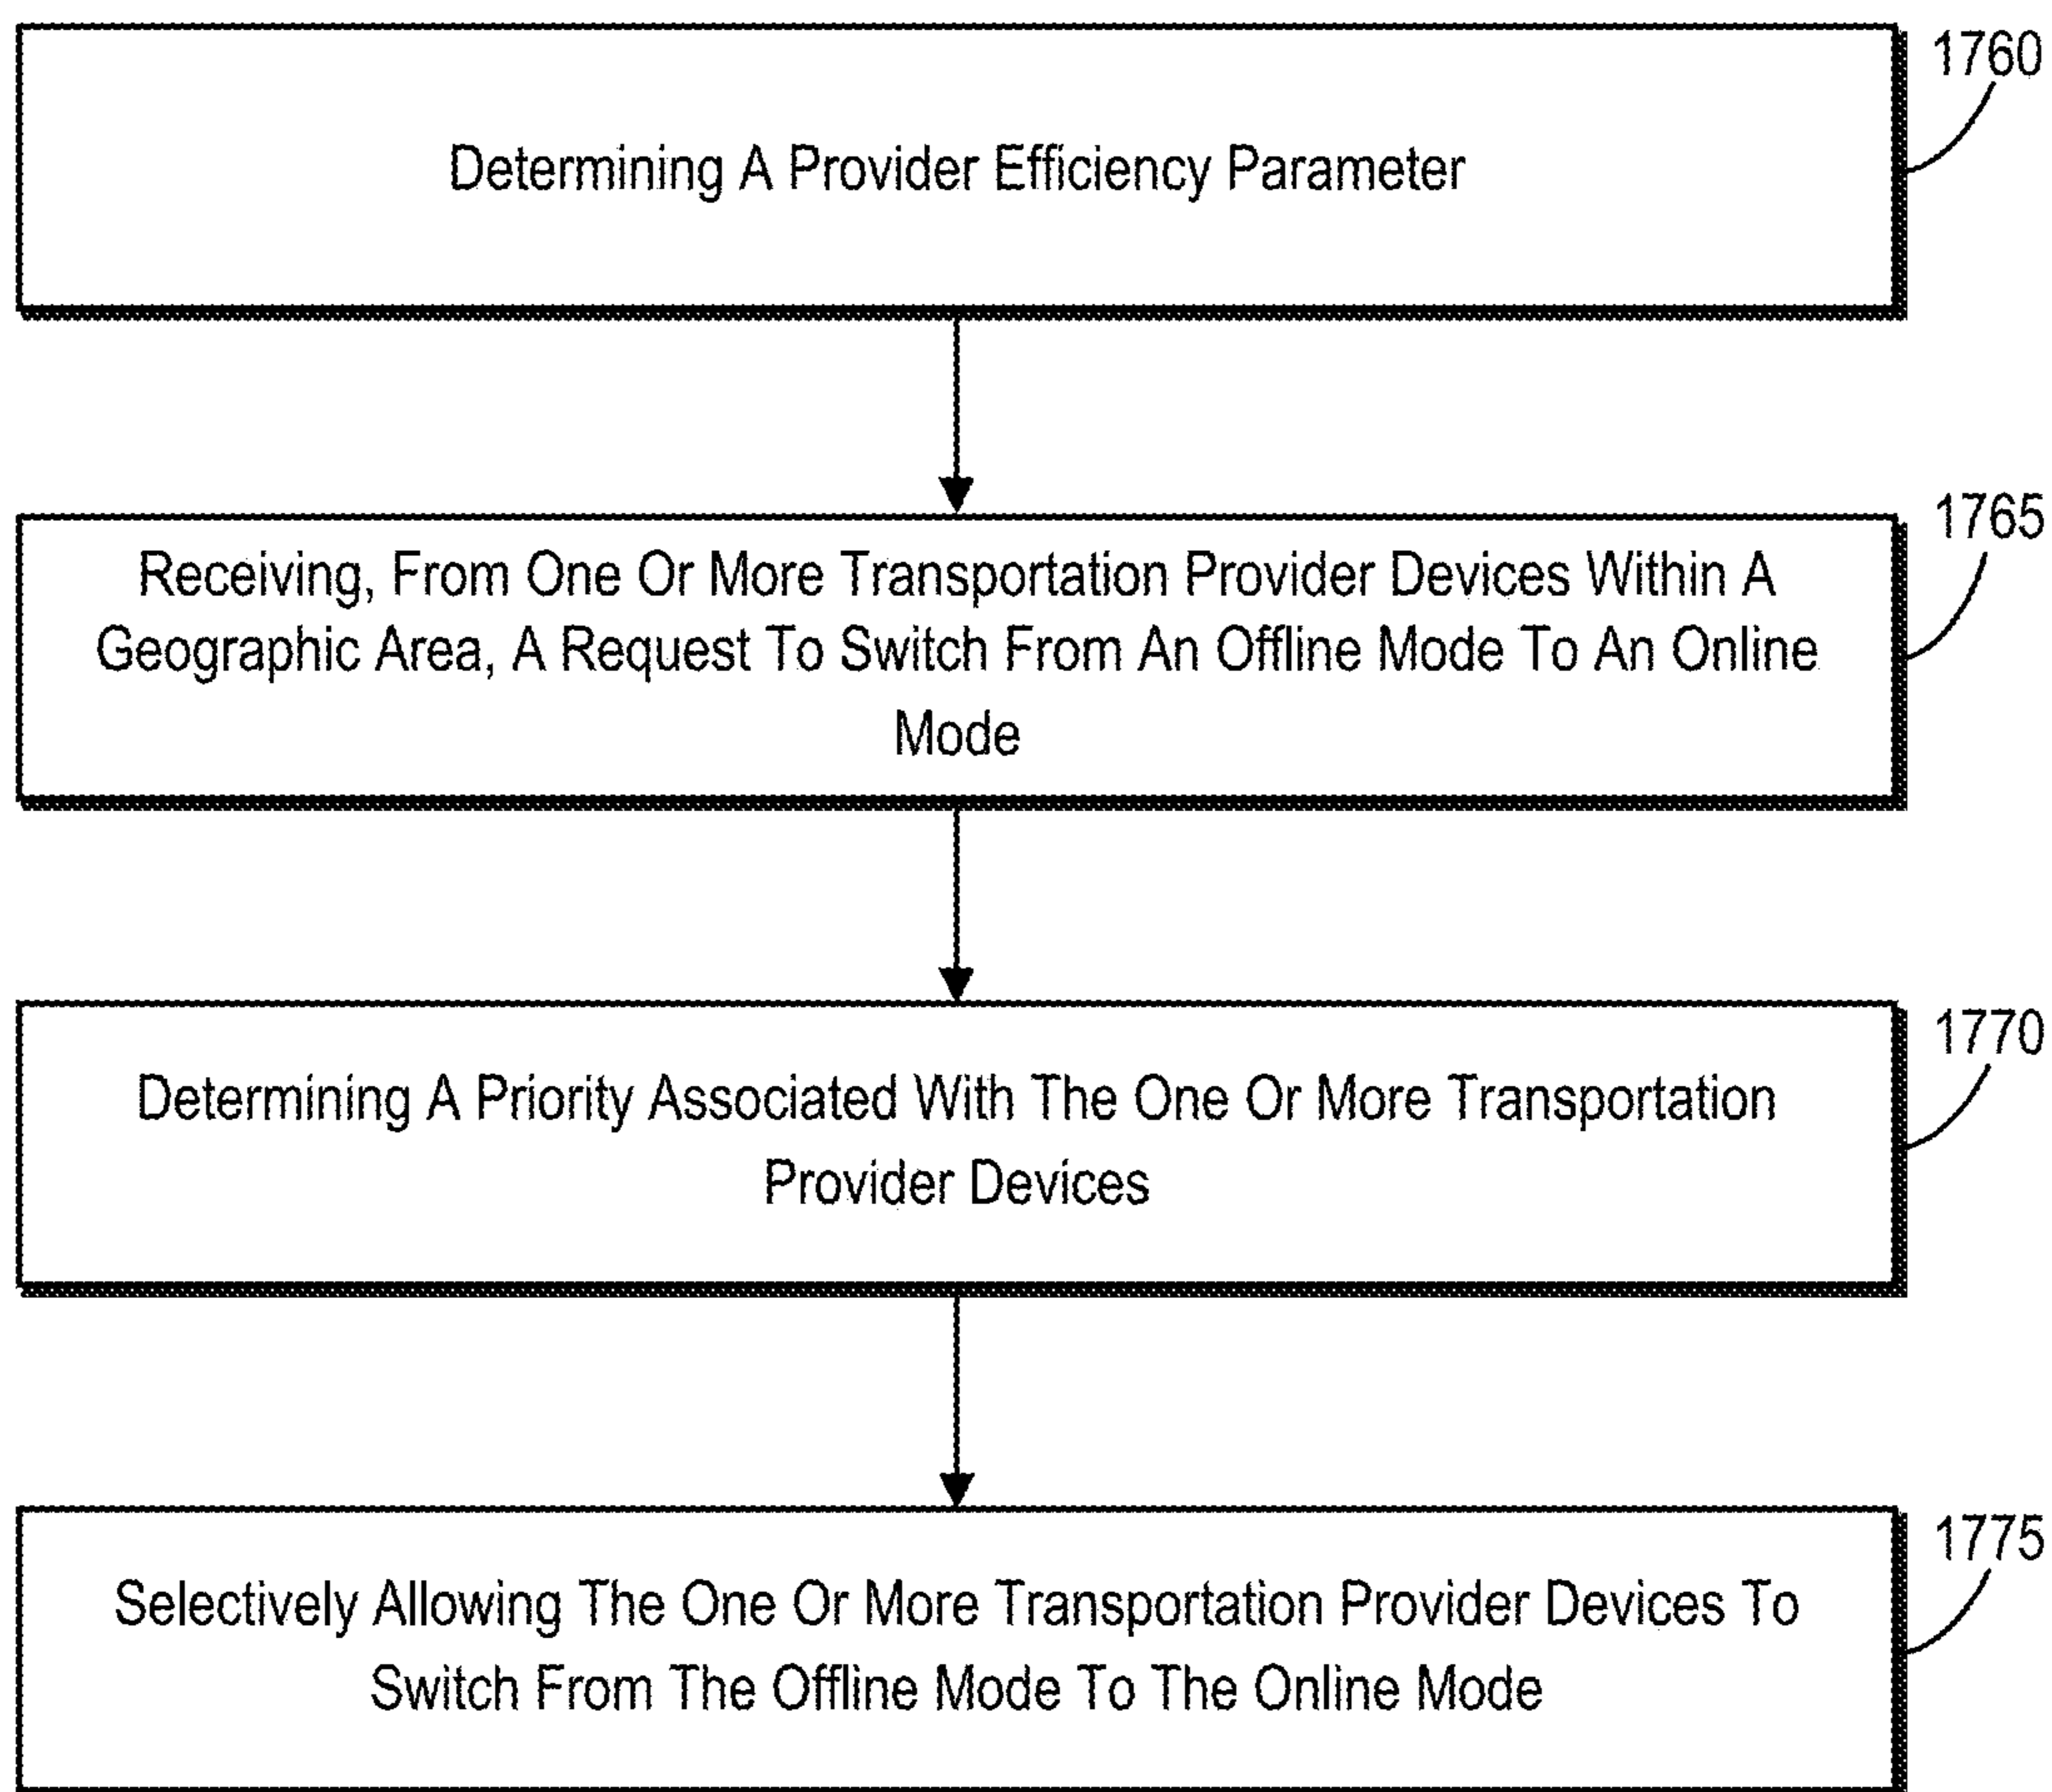 1760
Determining A Provider Efficiency Parameter
1765
Receiving, From One Or More Transportation Provider Devices Within A
Geographic Area, A Request To Switch From An Offline Mode To An Online
Mode
1770
Determining A Priority Associated With The One Or More Transportation
Provider Devices
1775
Selectively Allowing The One Or More Transportation Provider Devices To
Switch From The Offline Mode To The Online Mode